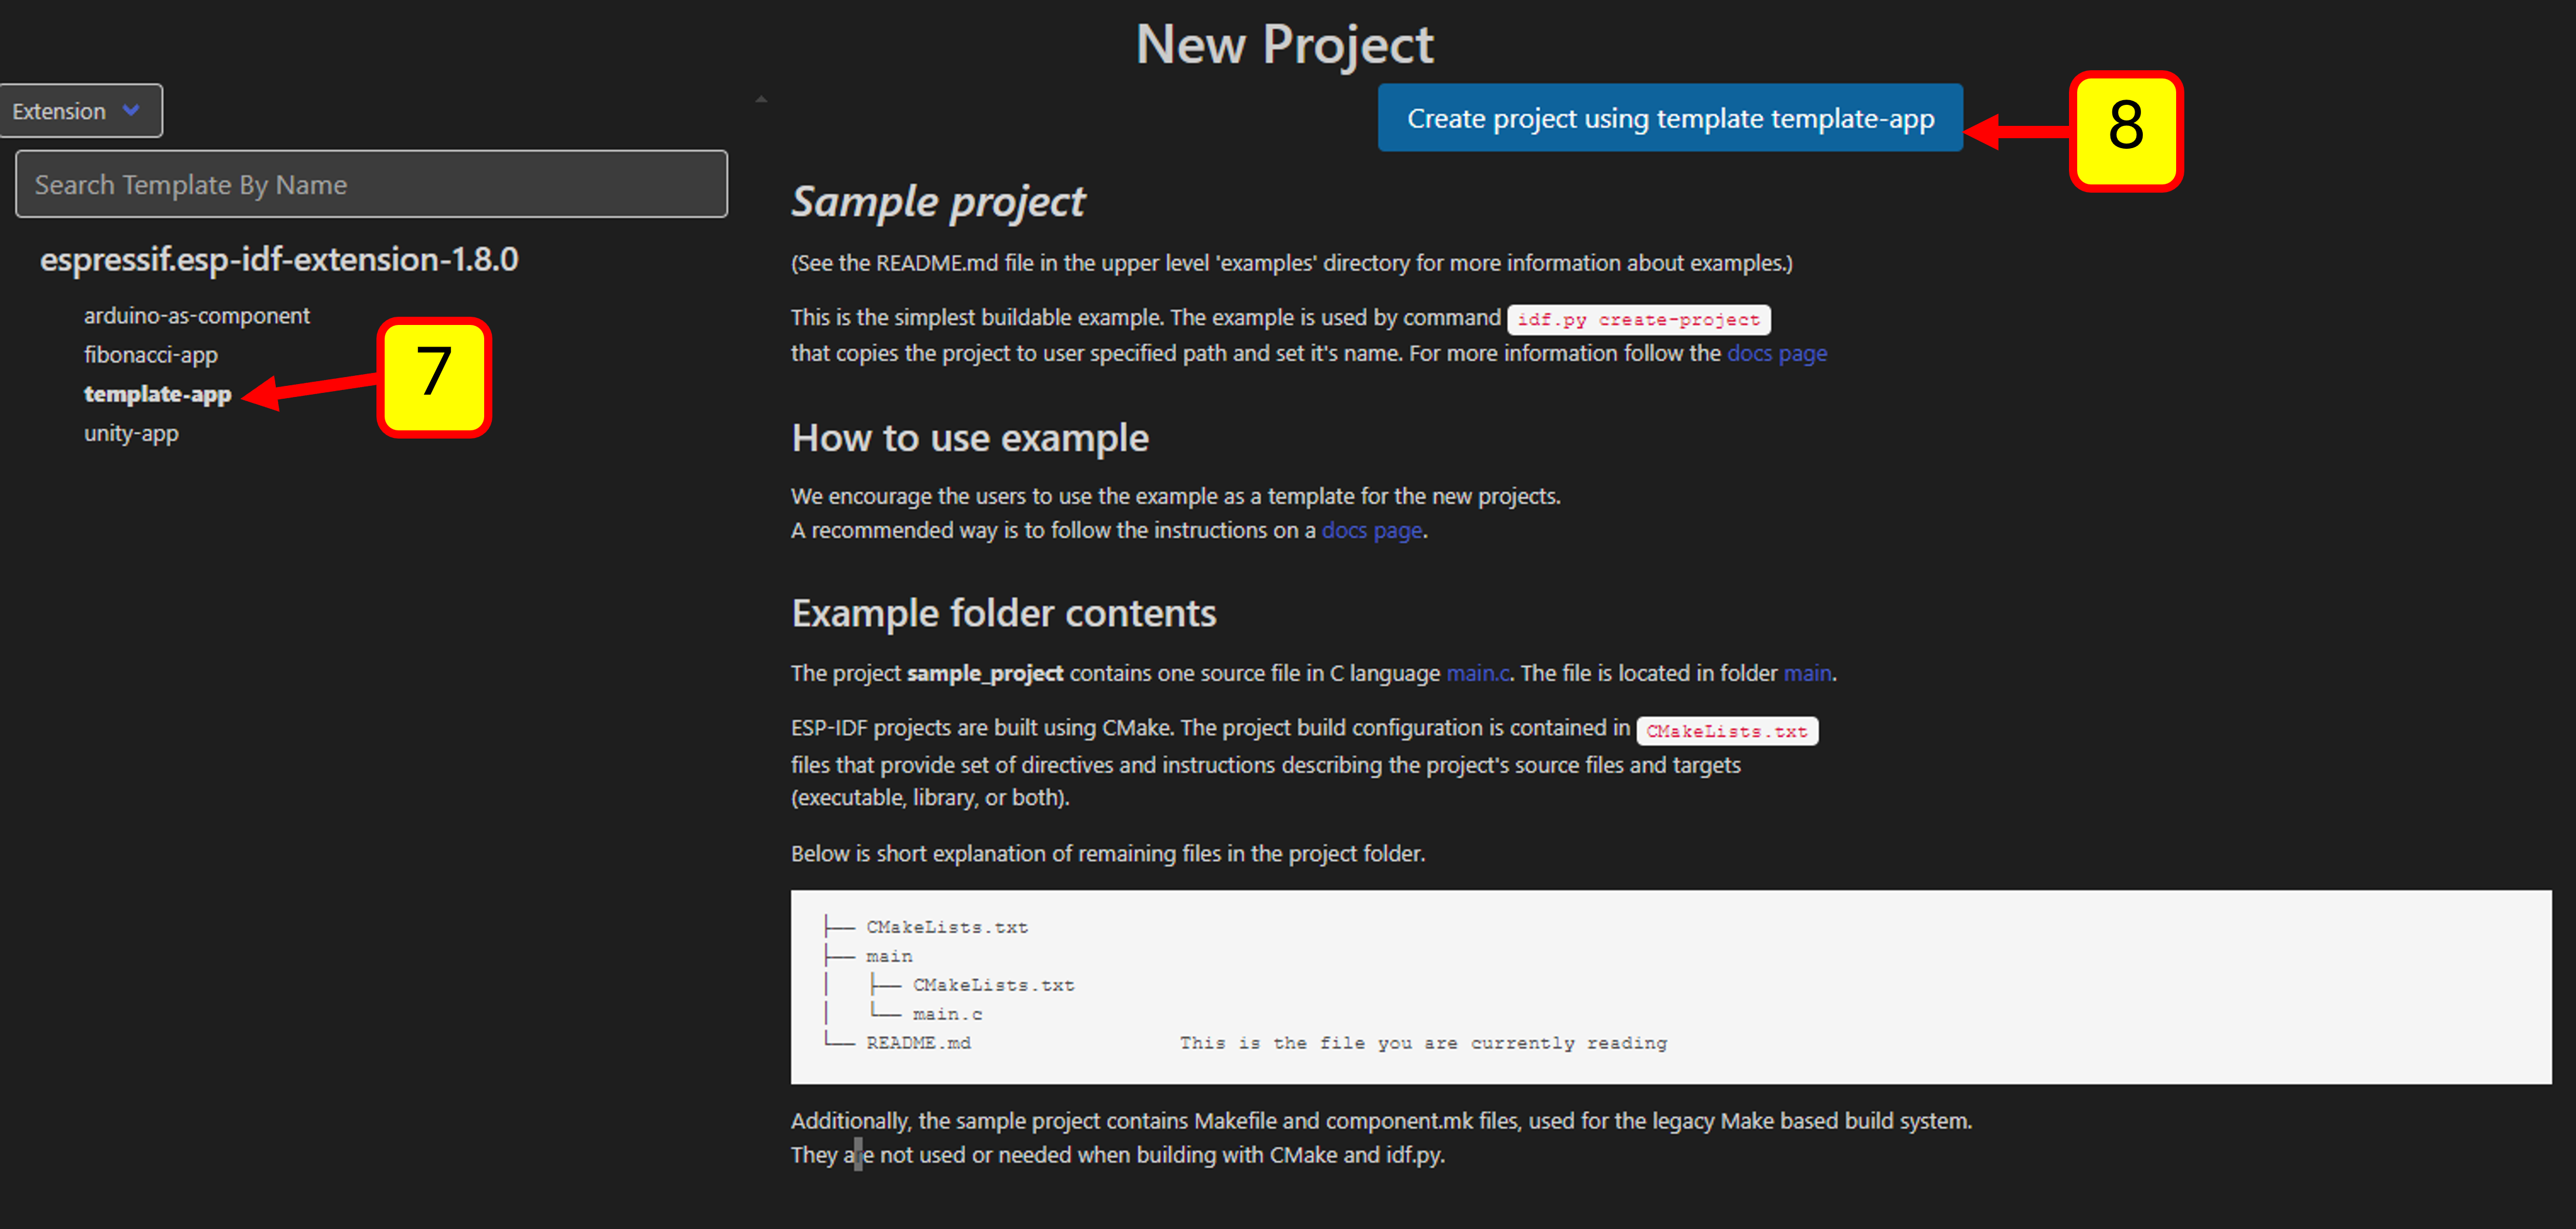 New Project
Extension
Search Template By Name
espressif.esp-idf-extension-1.8.0
arduino-as-component
fibonacci-app
template-app
unity-app
7
Create project using template template-app
8
Sample project
(See the README.md file in the upper level 'examples' directory for more information about examples.)
This is the simplest buildable example. The example is used by command idf.py create-project
that copies the project to user specified path and set it's name. For more information follow the docs page
How to use example
We encourage the users to use the example as a template for the new projects.
A recommended way is to follow the instructions on a docs page.
Example folder contents
The project sample_project contains one source file in C language main.c. The file is located in folder main.
ESP-IDF projects are built using CMake. The project build configuration is contained in CMakeLists.txt
files that provide set of directives and instructions describing the project's source files and targets
(executable, library, or both).
Below is short explanation of remaining files in the project folder.
├── CMakeLists.txt
├── main
│   ├── CMakeLists.txt
│   └── main.c
└── README.md                  This is the file you are currently reading
Additionally, the sample project contains Makefile and component.mk files, used for the legacy Make based build system.
They are not used or needed when building with CMake and idf.py.